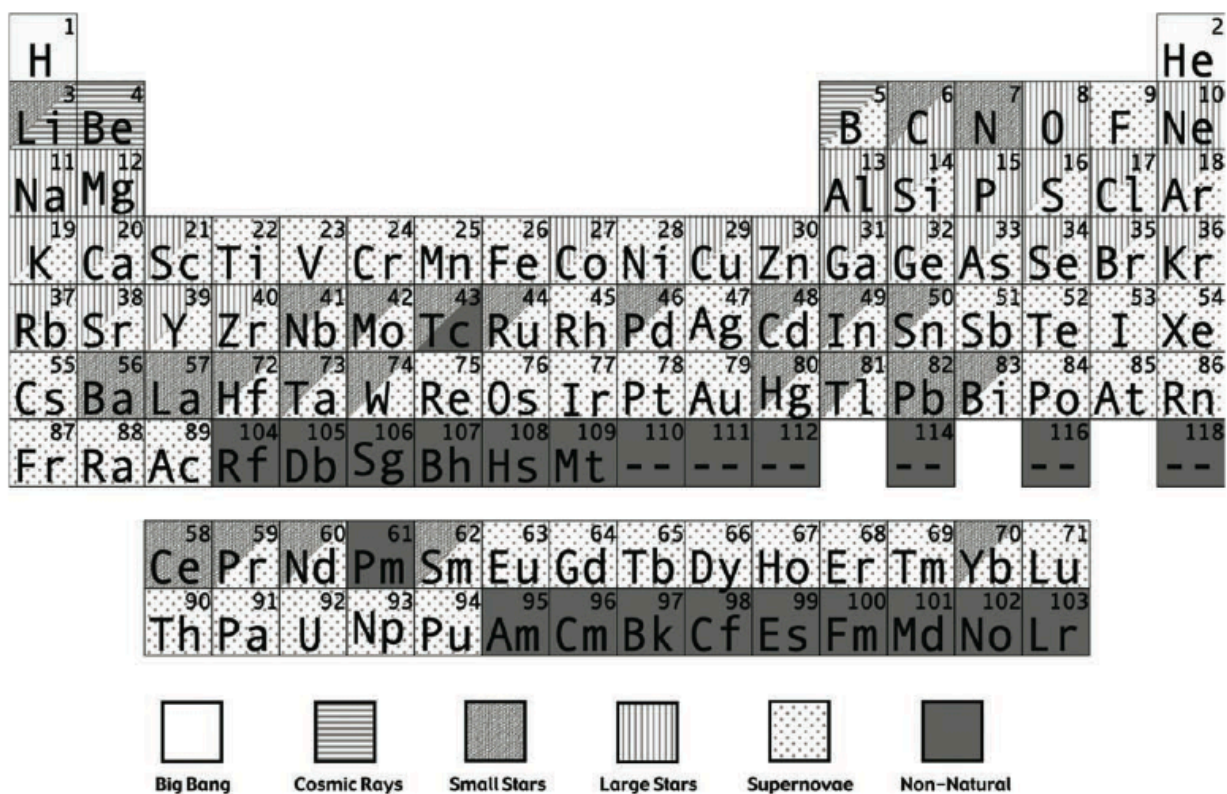 1 2
H He
3 4 5 6 7 8 9 10
Li Be B C N O F Ne
11 12 13 14 15 16 17 18
Na Mg Al Si P S Cl Ar
19 20 21 22 23 24 25 26 27 28 29 30 31 32 33 34 35 36
K Ca Sc Ti V Cr Mn Fe Co Ni Cu Zn Ga Ge As Se Br Kr
37 38 39 40 41 42 43 44 45 46 47 48 49 50 51 52 53 54
Rb Sr Y Zr Nb Mo Tc Ru Rh Pd Ag Cd In Sn Sb Te I Xe
55 56 57 72 73 74 75 76 77 78 79 80 81 82 83 84 85 86
Cs Ba La Hf Ta W Re Os Ir Pt Au Hg Tl Pb Bi Po At Rn
87 88 89 104 105 106 107 108 109 110 111 112 114 116 118
Fr Ra Ac Rf Db Sg Bh Hs Mt -- -- -- -- -- --
58 59 60 61 62 63 64 65 66 67 68 69 70 71
Ce Pr Nd Pm Sm Eu Gd Tb Dy Ho Er Tm Yb Lu
90 91 92 93 94 95 96 97 98 99 100 101 102 103
Th Pa U Np Pu Am Cm Bk Cf Es Fm Md No Lr
Big Bang Cosmic Rays Small Stars Large Stars Supernovae Non-Natural